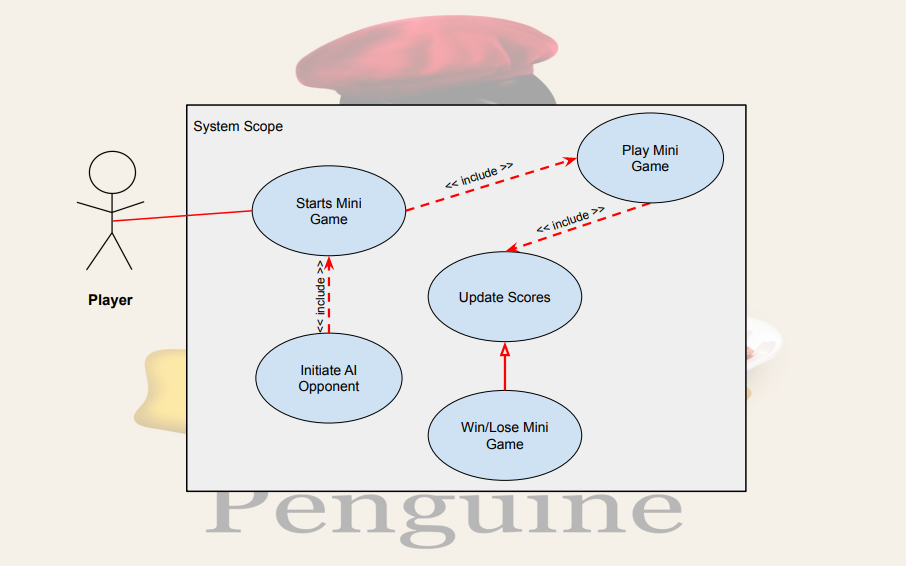 System Scope
Play Mini
Game
<< include >>
Starts Mini
Game
<< include >>
<< include >>
Player
Update Scores
Initiate AI
Opponent
Win/Lose Mini
Game
Penguine